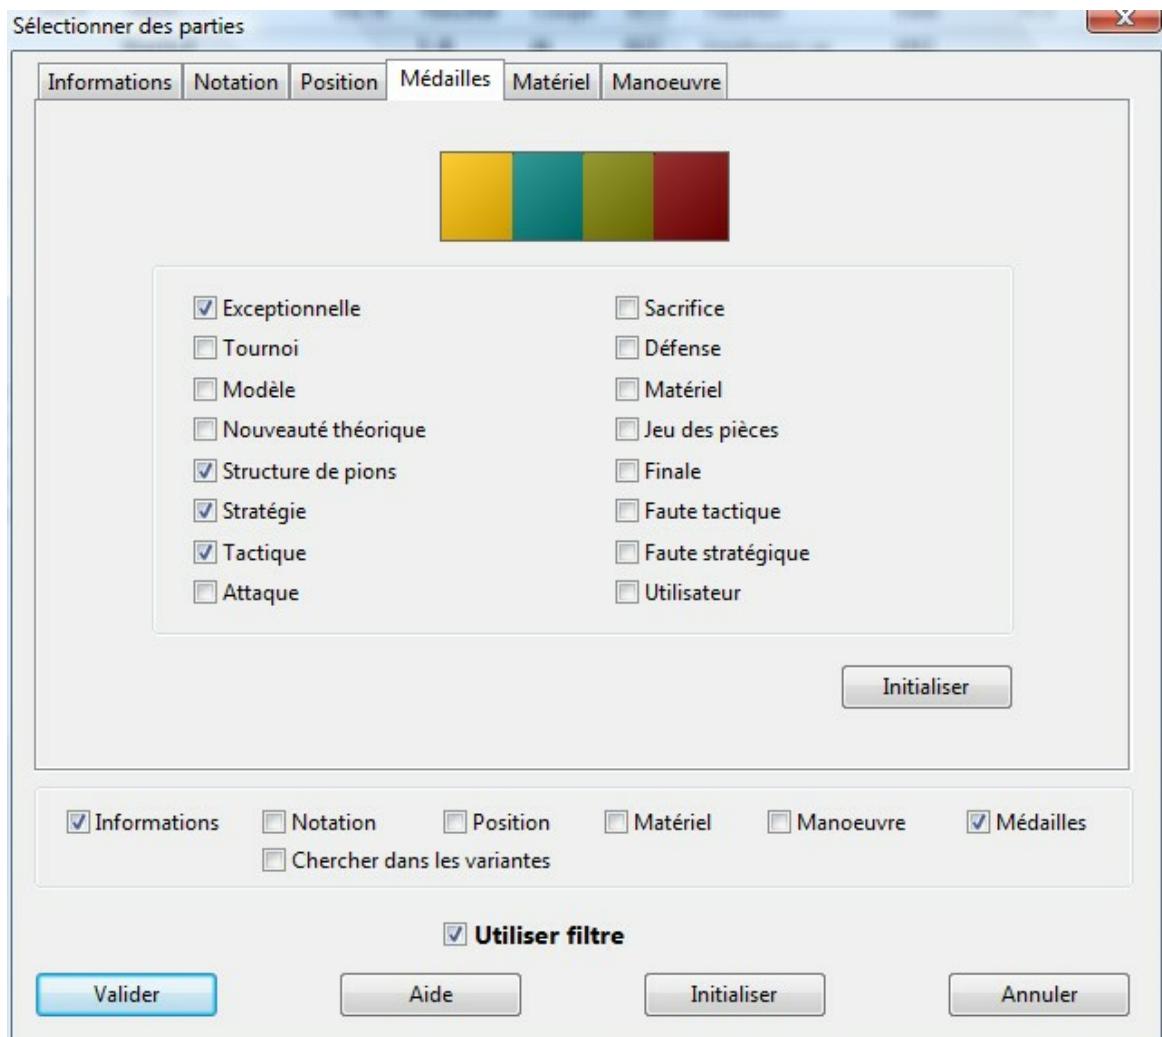 Sélectionner des parties
Informations Notation Position Médailles Matériel Manoeuvre
Exceptionnelle Sacrifice
Tournoi Défense
Modèle Matériel
Nouveauté théorique Jeu des pièces
Structure de pions Finale
Stratégie Faute tactique
Tactique Faute stratégique
Attaque Utilisateur
Initialiser
Informations Notation Position Matériel Manoeuvre Médailles
Chercher dans les variantes
Utiliser filtre
Valider Aide Initialiser Annuler